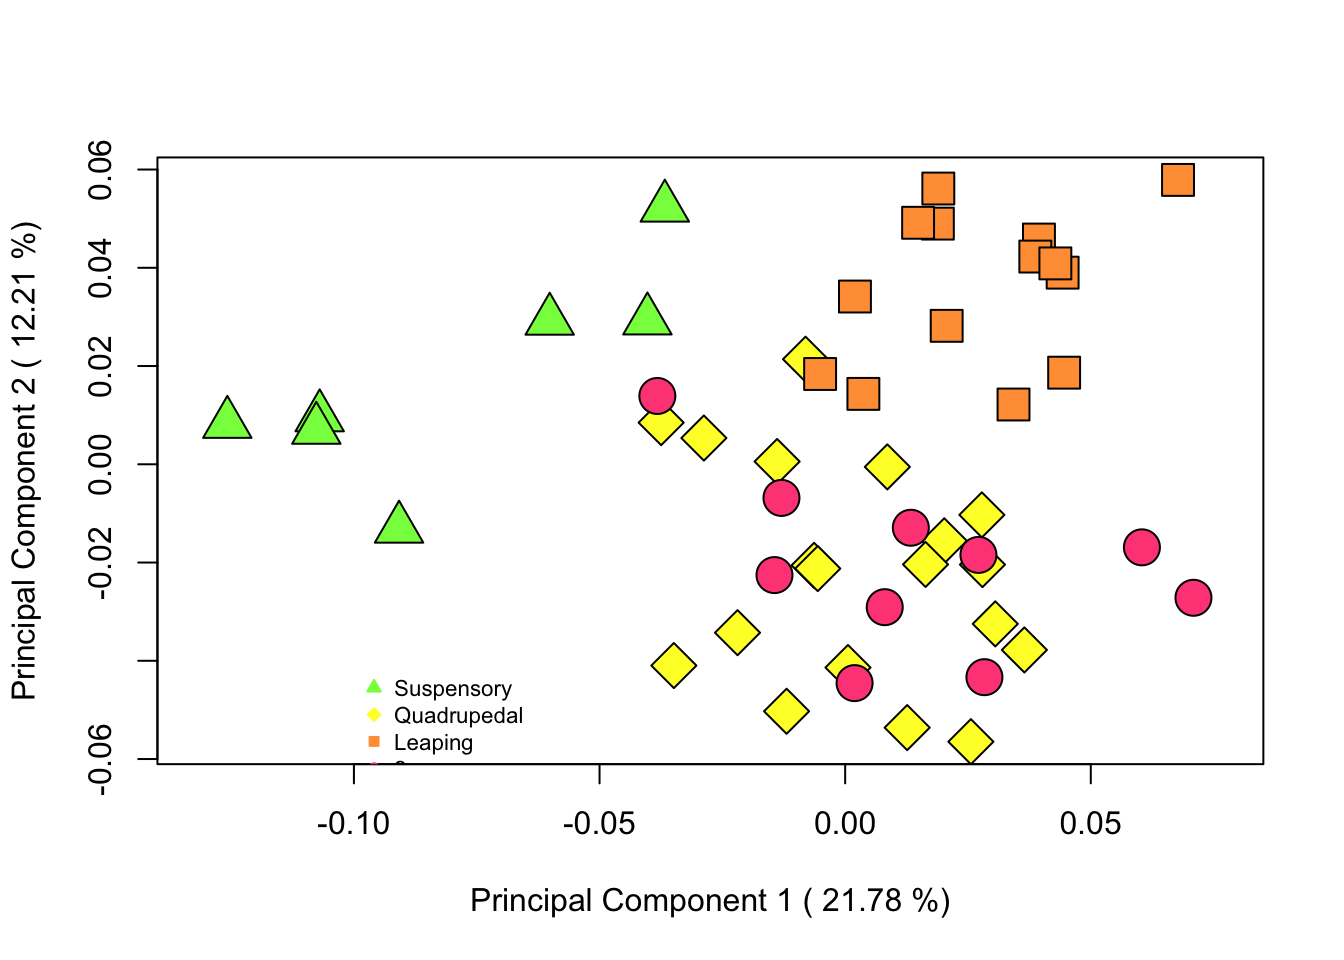 Principal Component 2 ( 12.21 %)
0.06
0.04
0.02
0.00
-0.02
-0.06
Suspensory
Quadrupedal
Leaping
-0.10 -0.05 0.00 0.05
Principal Component 1 ( 21.78 %)